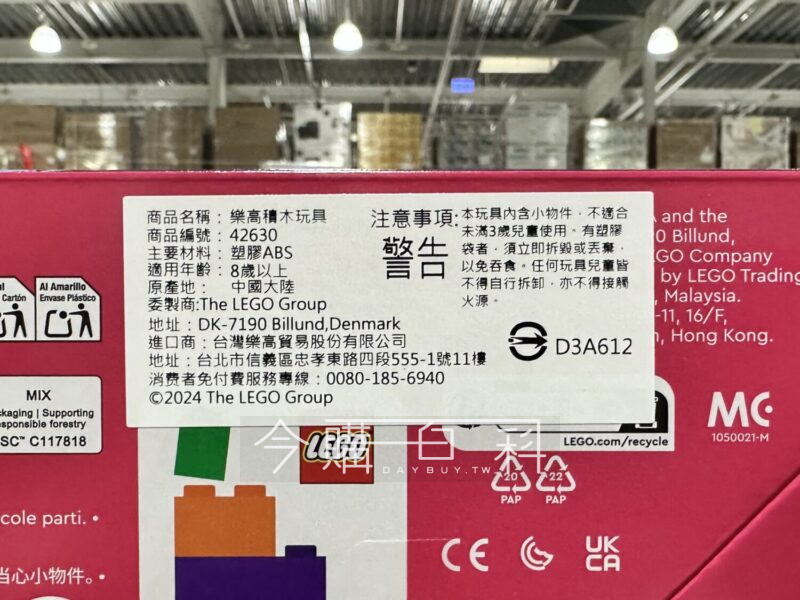 商品名稱：樂高積木玩具
商品編號：42630
主要材料：塑膠ABS
適用年齡：8歲以上
原產地： 中國大陸
委製商:The LEGO Group
地址：DK-7190 Billund,Denmark
進口商：台灣樂高貿易股份有限公司
地址：台北市信義區忠孝東路四段555-1號11樓
消費者免付費服務專線：0080-185-6940
©2024 The LEGO Group
注意事項:
警告
本玩具內含小物件，不適合
未滿3歲兒童使用。有塑膠
袋者，須立即拆毀或丟棄，
以免吞食。任何玩具兒童皆
不得自行拆卸，亦不得接觸
火源。
D3A612
and the
0 Billund,
EGO Company
by LEGO Trading
, Malaysia.
-11, 16/F,
, Hong Kong.
Cartón
Al Amarillo
Envase Plástico
MIX
ckaging | Supporting
responsible forestry
SC™ C117818
LEGO.com/recycle
MC
1050021-M
LEGO
今購百科
DAYBUY.TW
20
PAP
22
PAP
cole parti. •
当心小物件。•
CE
UK
CA